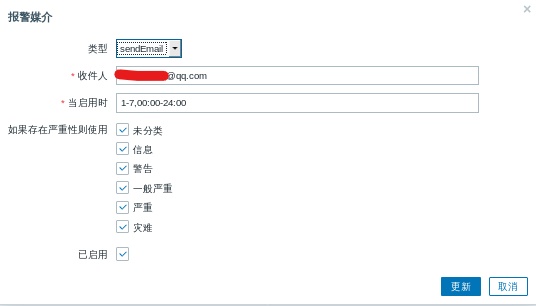 报警媒介
类型 sendEmail
* 收件人 @qq.com
* 当启用时 1-7,00:00-24:00
如果存在严重性则使用 未分类
信息
警告
一般严重
严重
灾难
已启用
更新 取消